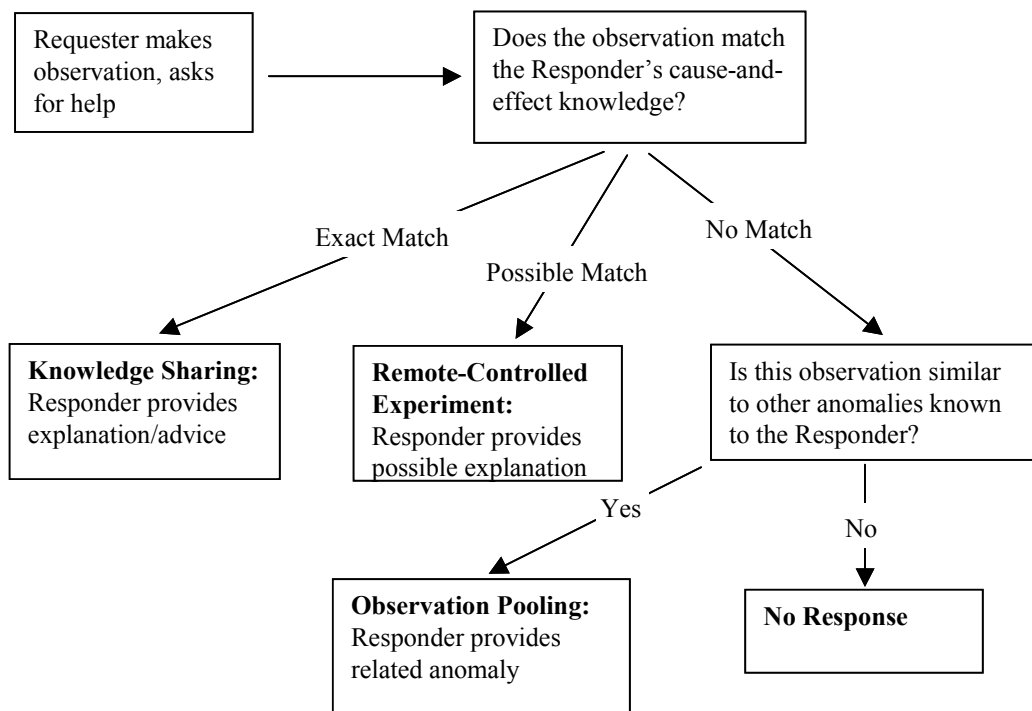 Requester makes
observation, asks
for help
Does the observation match
the Responder’s cause-and-
effect knowledge?
Exact Match
Possible Match
No Match
Knowledge Sharing:
Responder provides
explanation/advice
Remote-Controlled
Experiment:
Responder provides
possible explanation
Is this observation similar
to other anomalies known
to the Responder?
Yes
No
Observation Pooling:
Responder provides
related anomaly
No Response